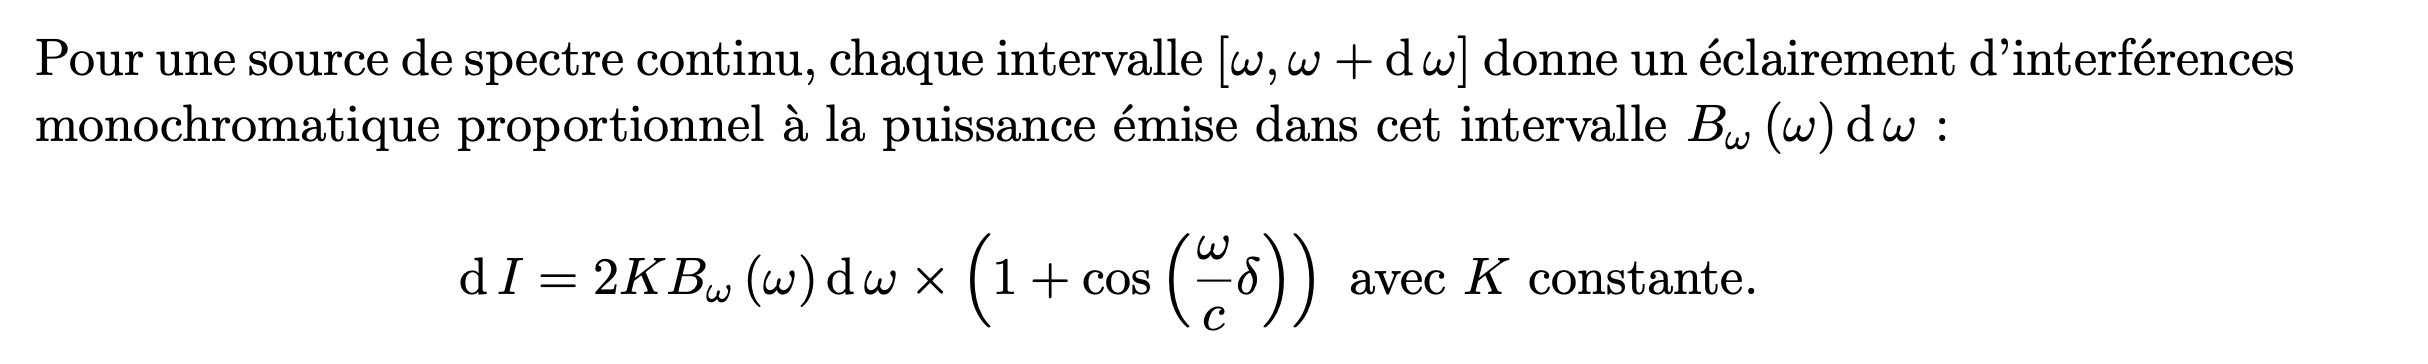 Pour une source de spectre continu, chaque intervalle [ω, ω + d ω] donne un éclairement d'interférences
monochromatique proportionnel à la puissance émise dans cet intervalle B_ω (ω) d ω :
d I = 2KB_ω (ω) d ω × (1 + cos (ω/c δ)) avec K constante.